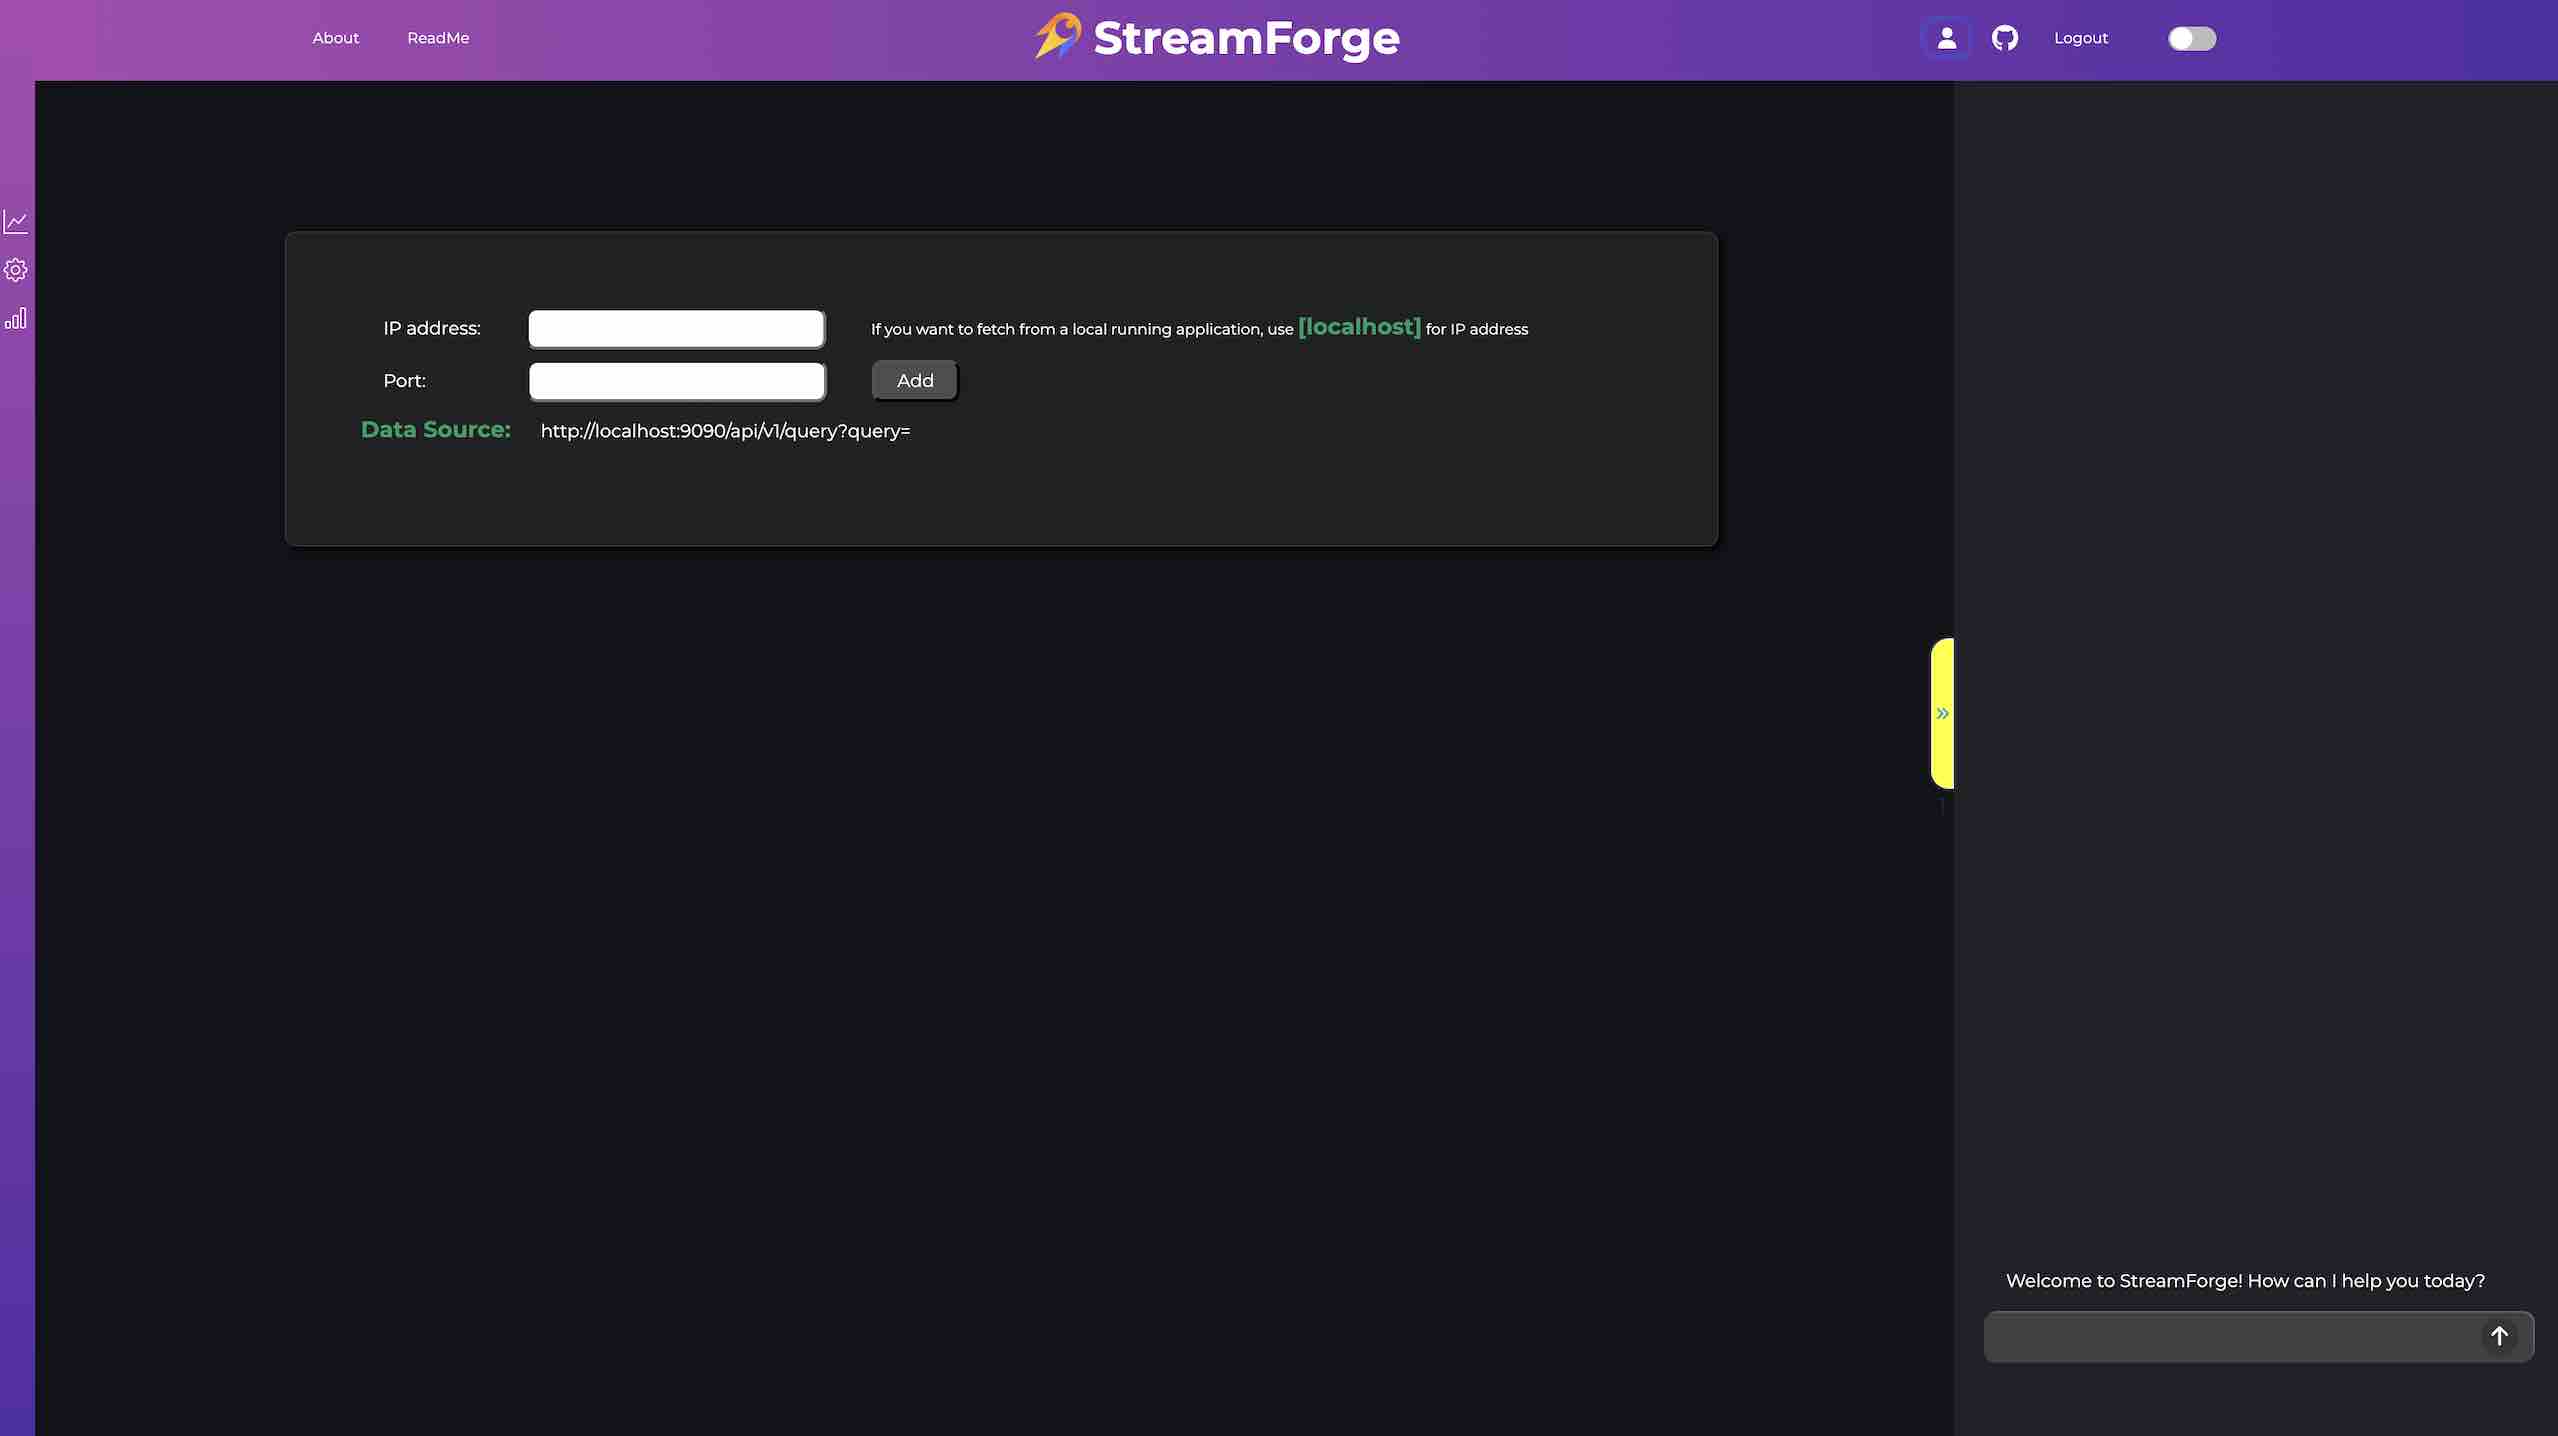 About
ReadMe
StreamForge
Logout
IP address:
If you want to fetch from a local running application, use [localhost] for IP address
Port:
Add
Data Source:
http://localhost:9090/api/v1/query?query=
Welcome to StreamForge! How can I help you today?